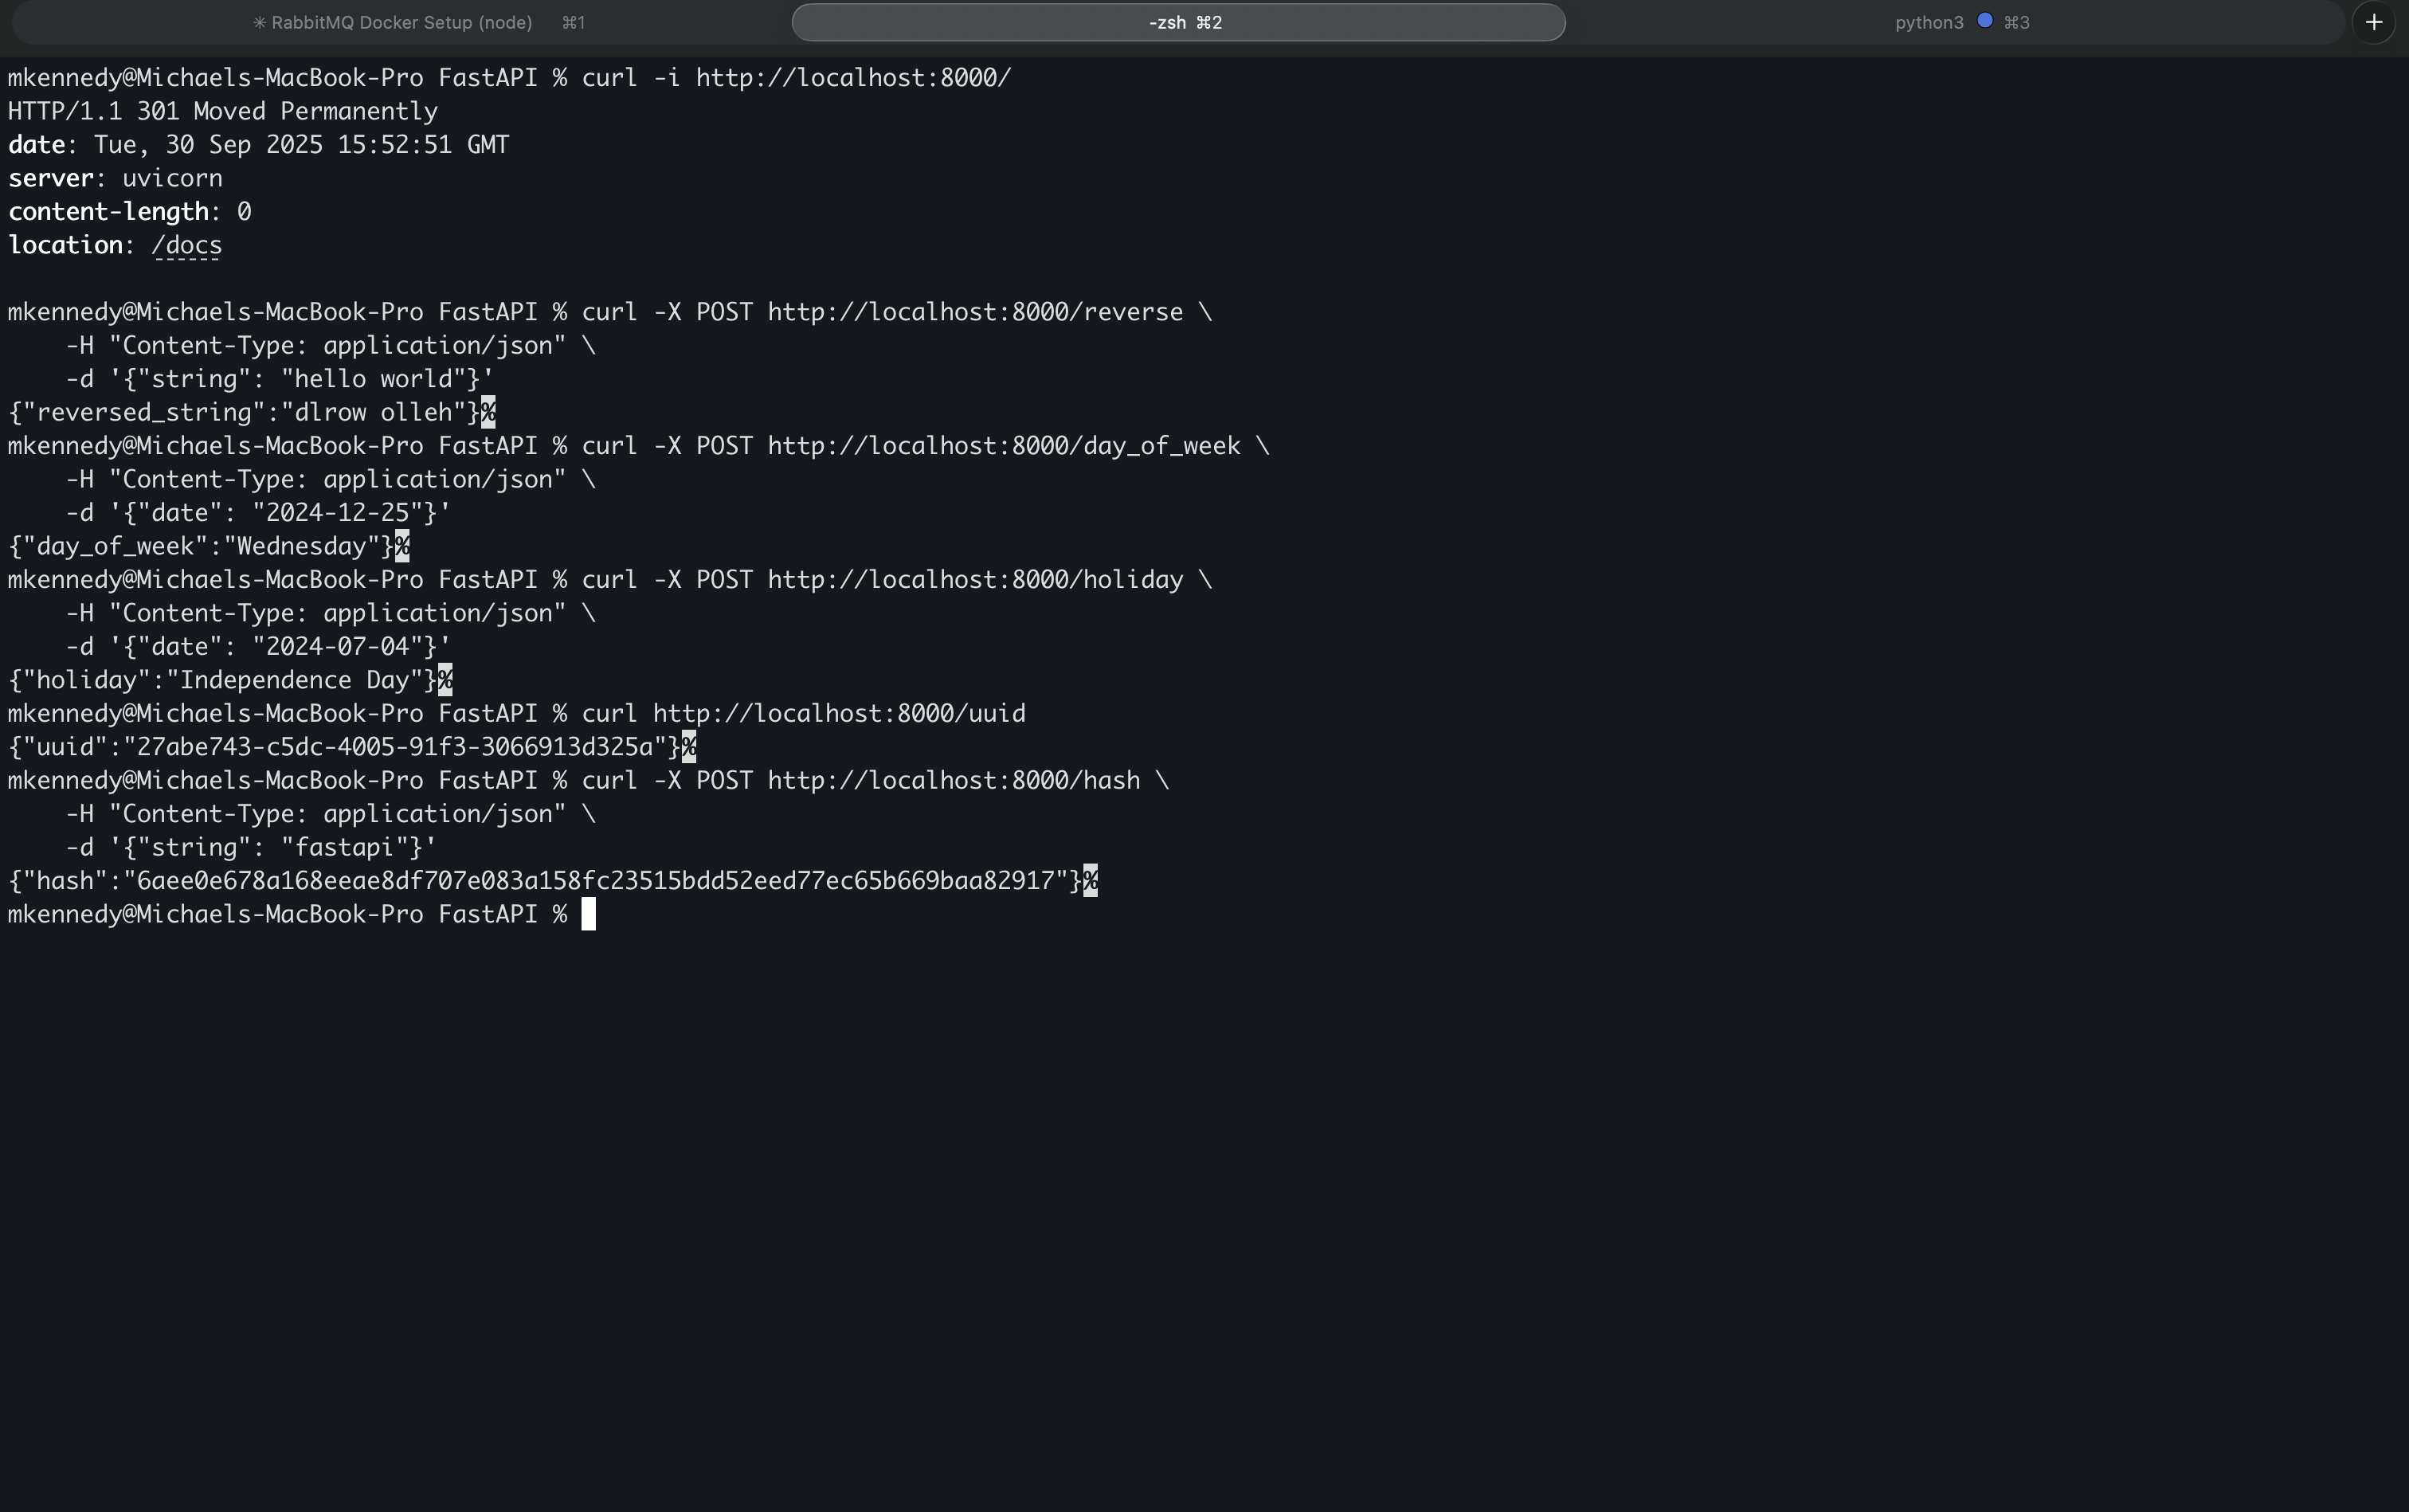 ✳ RabbitMQ Docker Setup (node) ⌘1
-zsh ⌘2
python3 ⌘3
+
mkennedy@Michaels-MacBook-Pro FastAPI % curl -i http://localhost:8000/
HTTP/1.1 301 Moved Permanently
date: Tue, 30 Sep 2025 15:52:51 GMT
server: uvicorn
content-length: 0
location: /docs
mkennedy@Michaels-MacBook-Pro FastAPI % curl -X POST http://localhost:8000/reverse \
    -H "Content-Type: application/json" \
    -d '{"string": "hello world"}'
{"reversed_string":"dlrow olleh"}%
mkennedy@Michaels-MacBook-Pro FastAPI % curl -X POST http://localhost:8000/day_of_week \
    -H "Content-Type: application/json" \
    -d '{"date": "2024-12-25"}'
{"day_of_week":"Wednesday"}%
mkennedy@Michaels-MacBook-Pro FastAPI % curl -X POST http://localhost:8000/holiday \
    -H "Content-Type: application/json" \
    -d '{"date": "2024-07-04"}'
{"holiday":"Independence Day"}%
mkennedy@Michaels-MacBook-Pro FastAPI % curl http://localhost:8000/uuid
{"uuid":"27abe743-c5dc-4005-91f3-3066913d325a"}%
mkennedy@Michaels-MacBook-Pro FastAPI % curl -X POST http://localhost:8000/hash \
    -H "Content-Type: application/json" \
    -d '{"string": "fastapi"}'
{"hash":"6aee0e678a168eeae8df707e083a158fc23515bdd52eed77ec65b669baa82917"}%
mkennedy@Michaels-MacBook-Pro FastAPI %